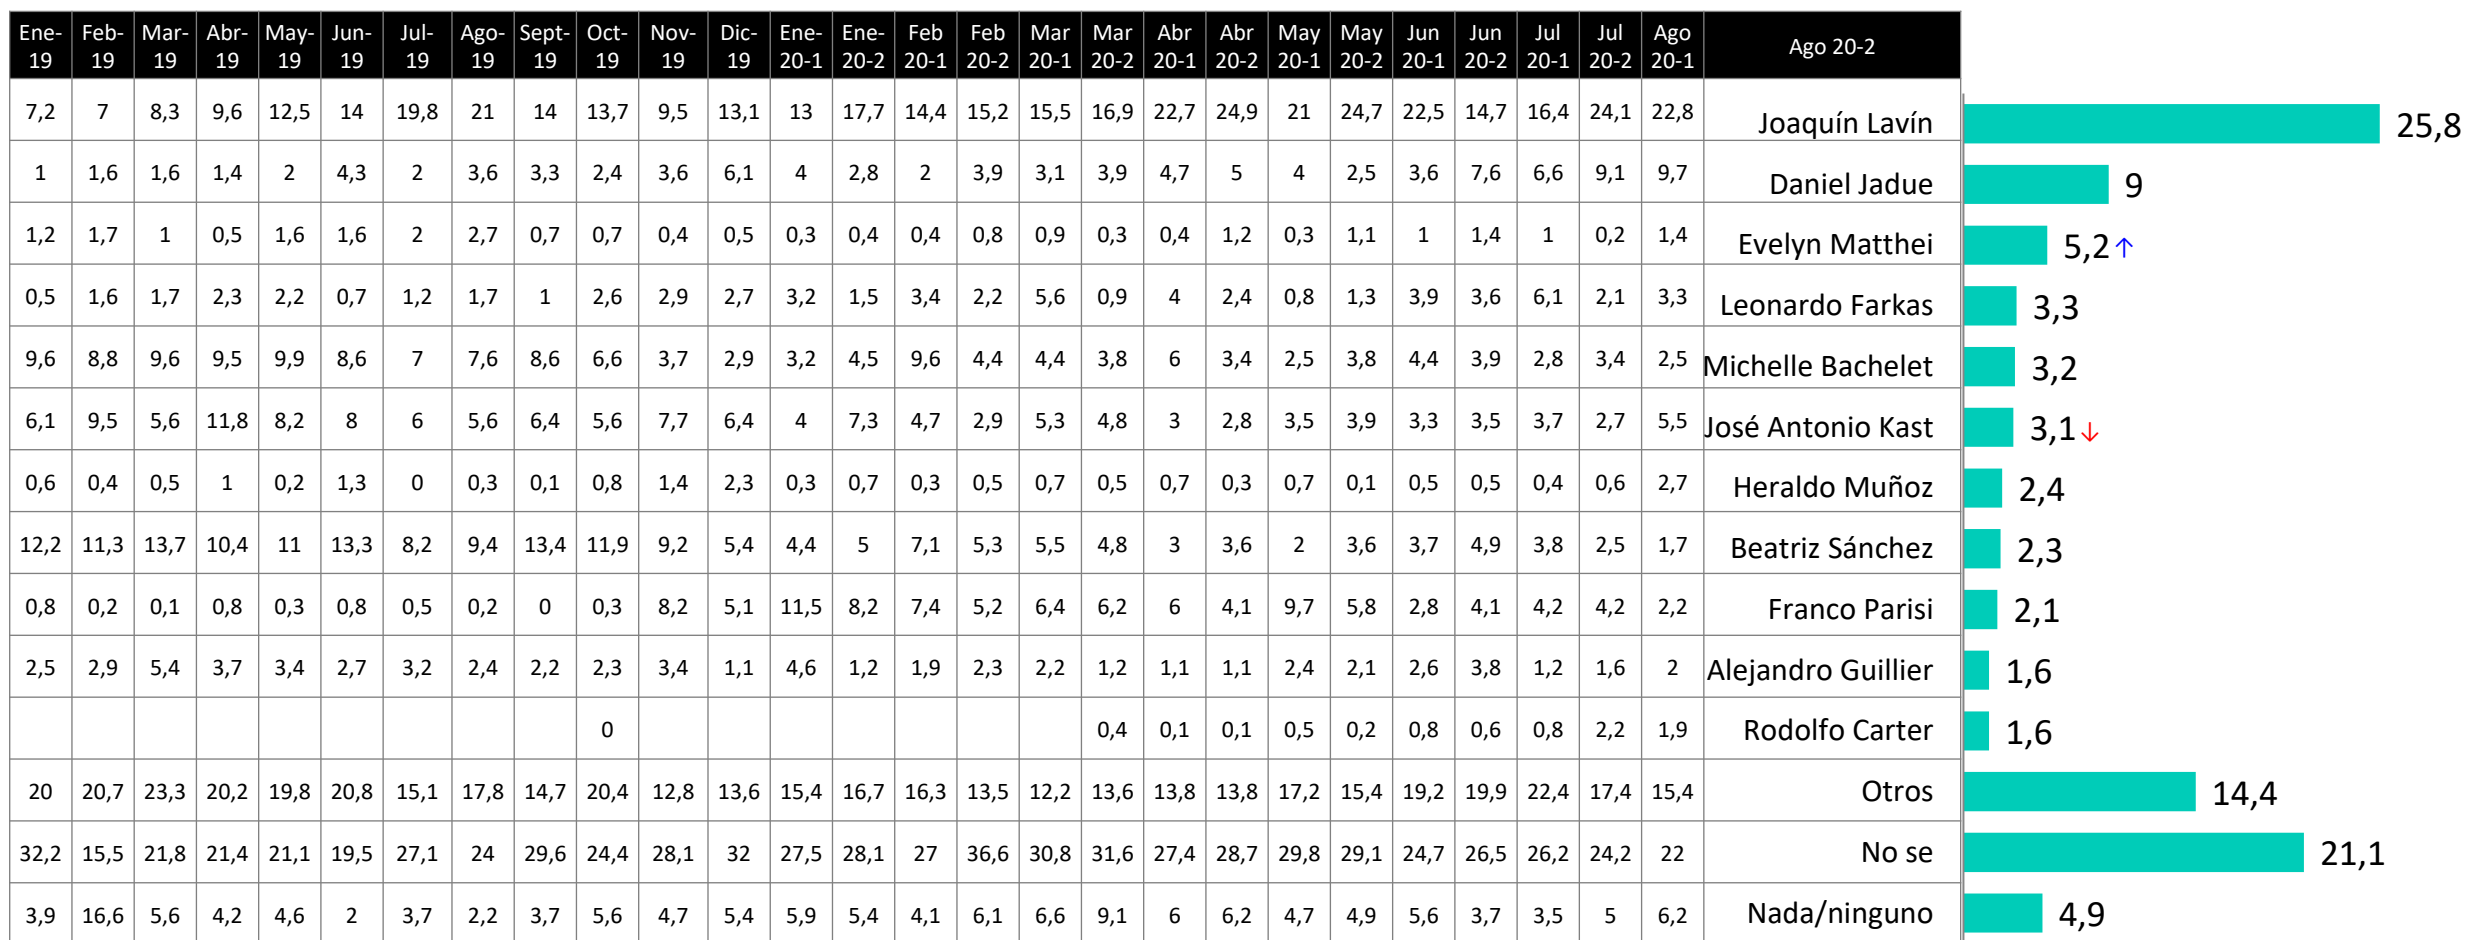 Ene-19 Feb-19 Mar-19 Abr-19 May-19 Jun-19 Jul-19 Ago-19 Sept-19 Oct-19 Nov-19 Dic-19 Ene-20-1 Ene-20-2 Feb 20-1 Feb 20-2 Mar 20-1 Mar 20-2 Abr 20-1 Abr 20-2 May 20-1 May 20-2 Jun 20-1 Jun 20-2 Jul 20-1 Jul 20-2 Ago 20-1 Ago 20-2
7,2 7 8,3 9,6 12,5 14 19,8 21 14 13,7 9,5 13,1 13 17,7 14,4 15,2 15,5 16,9 22,7 24,9 21 24,7 22,5 14,7 16,4 24,1 22,8 Joaquín Lavín 25,8
1 1,6 1,6 1,4 2 4,3 2 3,6 3,3 2,4 3,6 6,1 4 2,8 2 3,9 3,1 3,9 4,7 5 4 2,5 3,6 7,6 6,6 9,1 9,7 Daniel Jadue 9
1,2 1,7 1 0,5 1,6 1,6 2 2,7 0,7 0,7 0,4 0,5 0,3 0,4 0,4 0,8 0,9 0,3 0,4 1,2 0,3 1,1 1 1,4 1 0,2 1,4 Evelyn Matthei 5,2↑
0,5 1,6 1,7 2,3 2,2 0,7 1,2 1,7 1 2,6 2,9 2,7 3,2 1,5 3,4 2,2 5,6 0,9 4 2,4 0,8 1,3 3,9 3,6 6,1 2,1 3,3 Leonardo Farkas 3,3
9,6 8,8 9,6 9,5 9,9 8,6 7 7,6 8,6 6,6 3,7 2,9 3,2 4,5 9,6 4,4 4,4 3,8 6 3,4 2,5 3,8 4,4 3,9 2,8 3,4 2,5 Michelle Bachelet 3,2
6,1 9,5 5,6 11,8 8,2 8 6 5,6 6,4 5,6 7,7 6,4 4 7,3 4,7 2,9 5,3 4,8 3 2,8 3,5 3,9 3,3 3,5 3,7 2,7 5,5 José Antonio Kast 3,1↓
0,6 0,4 0,5 1 0,2 1,3 0 0,3 0,1 0,8 1,4 2,3 0,3 0,7 0,3 0,5 0,7 0,5 0,7 0,3 0,7 0,1 0,5 0,5 0,4 0,6 2,7 Heraldo Muñoz 2,4
12,2 11,3 13,7 10,4 11 13,3 8,2 9,4 13,4 11,9 9,2 5,4 4,4 5 7,1 5,3 5,5 4,8 3 3,6 2 3,6 3,7 4,9 3,8 2,5 1,7 Beatriz Sánchez 2,3
0,8 0,2 0,1 0,8 0,3 0,8 0,5 0,2 0 0,3 8,2 5,1 11,5 8,2 7,4 5,2 6,4 6,2 6 4,1 9,7 5,8 2,8 4,1 4,2 4,2 2,2 Franco Parisi 2,1
2,5 2,9 5,4 3,7 3,4 2,7 3,2 2,4 2,2 2,3 3,4 1,1 4,6 1,2 1,9 2,3 2,2 1,2 1,1 1,1 2,4 2,1 2,6 3,8 1,2 1,6 2 Alejandro Guillier 1,6
0 0,4 0,1 0,1 0,5 0,2 0,8 0,6 0,8 2,2 1,9 Rodolfo Carter 1,6
20 20,7 23,3 20,2 19,8 20,8 15,1 17,8 14,7 20,4 12,8 13,6 15,4 16,7 16,3 13,5 12,2 13,6 13,8 13,8 17,2 15,4 19,2 19,9 22,4 17,4 15,4 Otros 14,4
32,2 15,5 21,8 21,4 21,1 19,5 27,1 24 29,6 24,4 28,1 32 27,5 28,1 27 36,6 30,8 31,6 27,4 28,7 29,8 29,1 24,7 26,5 26,2 24,2 22 No se 21,1
3,9 16,6 5,6 4,2 4,6 2 3,7 2,2 3,7 5,6 4,7 5,4 5,9 5,4 4,1 6,1 6,6 9,1 6 6,2 4,7 4,9 5,6 3,7 3,5 5 6,2 Nada/ninguno 4,9